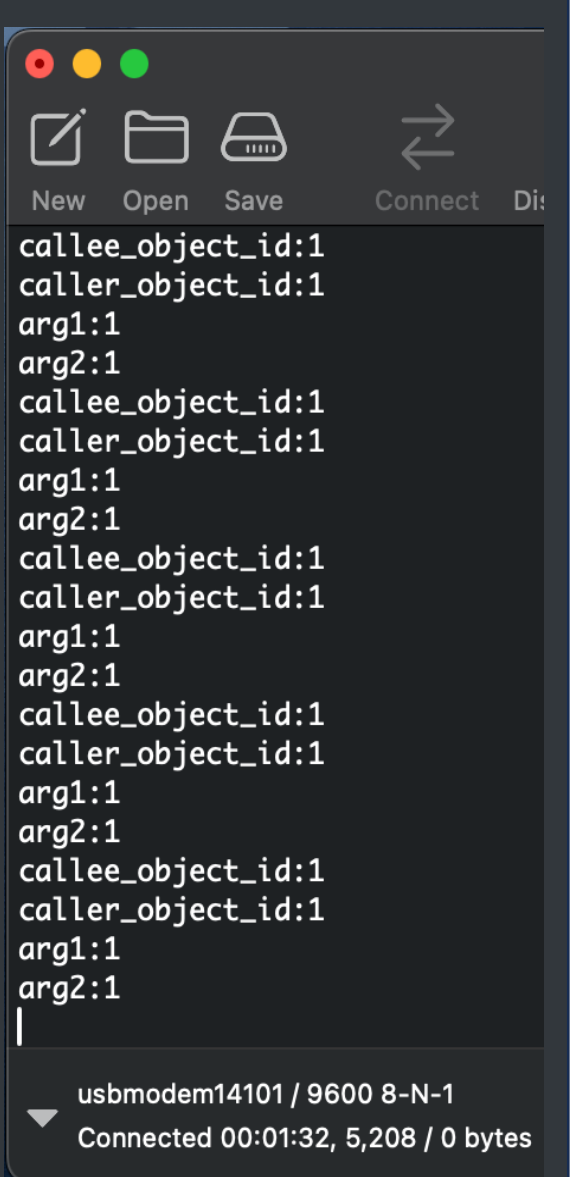 New Open Save Connect
callee_object_id:1
caller_object_id:1
arg1:1
arg2:1
callee_object_id:1
caller_object_id:1
arg1:1
arg2:1
callee_object_id:1
caller_object_id:1
arg1:1
arg2:1
callee_object_id:1
caller_object_id:1
arg1:1
arg2:1
callee_object_id:1
caller_object_id:1
arg1:1
arg2:1
usbmodem14101 / 9600 8-N-1
Connected 00:01:32, 5,208 / 0 bytes